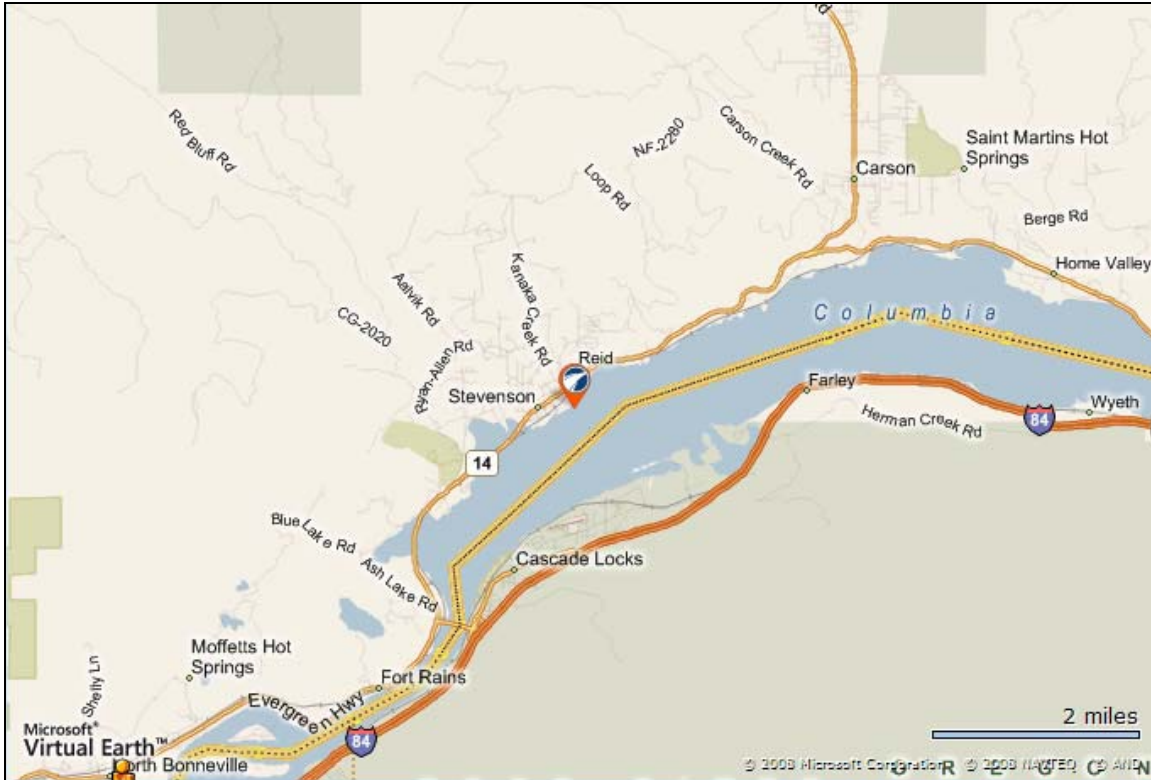 Red Bluff Rd
NF-2280
Loop Rd
Carson Creek Rd
Carson
Saint Martins Hot
Springs
Berge Rd
Home Valley
Kanaka Creek Rd
Aalvik Rd
CG-2020
Ryan-Allen Rd
Columbia
Reid
Stevenson
Farley
Herman Creek Rd
84
Wyeth
14
Blue Lake Rd
Ash Lake Rd
Cascade Locks
Moffetts Hot
Springs
Shelly Ln
Fort Rains
Evergreen Hwy
84
2 miles
Microsoft®
Virtual Earth™
North Bonneville
© 2008 Microsoft Corporation © 2008 NAVTEQ © AND